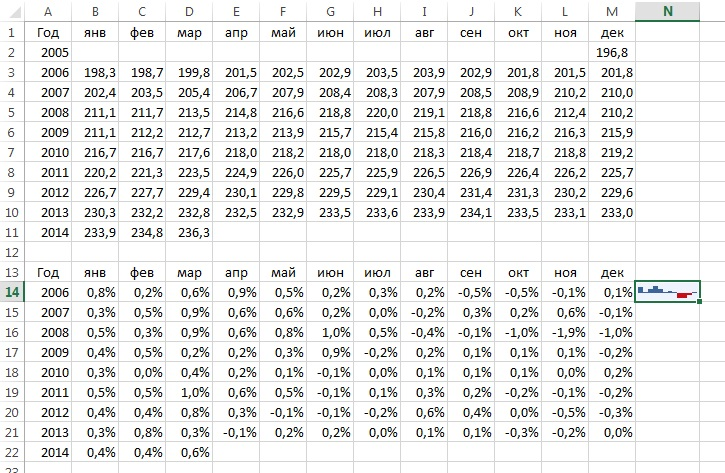 A B C D E F G H I J K L M N
1 Год янв фев мар апр май июн июл авг сен окт ноя дек
2 2005 196,8
3 2006 198,3 198,7 199,8 201,5 202,5 202,9 203,5 203,9 202,9 201,8 201,5 201,8
4 2007 202,4 203,5 205,4 206,7 207,9 208,4 208,3 207,9 208,5 208,9 210,2 210,0
5 2008 211,1 211,7 213,5 214,8 216,6 218,8 220,0 219,1 218,8 216,6 212,4 210,2
6 2009 211,1 212,2 212,7 213,2 213,9 215,7 215,4 215,8 216,0 216,2 216,3 215,9
7 2010 216,7 216,7 217,6 218,0 218,2 218,0 218,0 218,3 218,4 218,7 218,8 219,2
8 2011 220,2 221,3 223,5 224,9 226,0 225,7 225,9 226,5 226,9 226,4 226,2 225,7
9 2012 226,7 227,7 229,4 230,1 229,8 229,5 229,1 230,4 231,4 231,3 230,2 229,6
10 2013 230,3 232,2 232,8 232,5 232,9 233,5 233,6 233,9 234,1 233,5 233,1 233,0
11 2014 233,9 234,8 236,3
12
13 Год янв фев мар апр май июн июл авг сен окт ноя дек
14 2006 0,8% 0,2% 0,6% 0,9% 0,5% 0,2% 0,3% 0,2% -0,5% -0,5% -0,1% 0,1%
15 2007 0,3% 0,5% 0,9% 0,6% 0,6% 0,2% 0,0% -0,2% 0,3% 0,2% 0,6% -0,1%
16 2008 0,5% 0,3% 0,9% 0,6% 0,8% 1,0% 0,5% -0,4% -0,1% -1,0% -1,9% -1,0%
17 2009 0,4% 0,5% 0,2% 0,2% 0,3% 0,9% -0,2% 0,2% 0,1% 0,1% 0,1% -0,2%
18 2010 0,3% 0,0% 0,4% 0,2% 0,1% -0,1% 0,0% 0,1% 0,1% 0,1% 0,0% 0,2%
19 2011 0,5% 0,5% 1,0% 0,6% 0,5% -0,1% 0,1% 0,3% 0,2% -0,2% -0,1% -0,2%
20 2012 0,4% 0,4% 0,8% 0,3% -0,1% -0,1% -0,2% 0,6% 0,4% 0,0% -0,5% -0,3%
21 2013 0,3% 0,8% 0,3% -0,1% 0,2% 0,2% 0,0% 0,1% 0,1% -0,3% -0,2% 0,0%
22 2014 0,4% 0,4% 0,6%